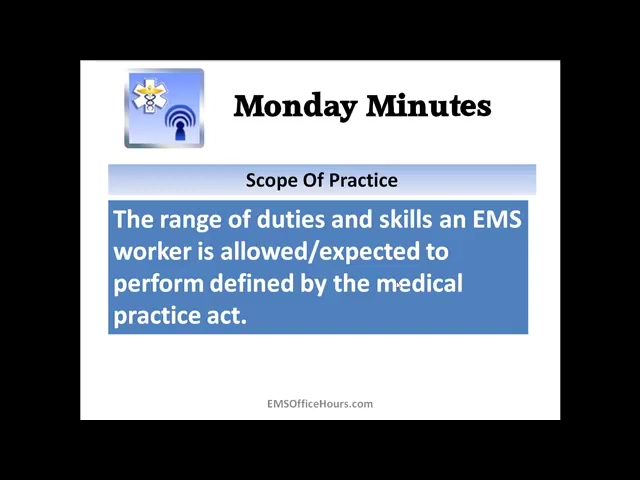 Monday Minutes
Scope Of Practice
The range of duties and skills an EMS
worker is allowed/expected to
perform defined by the medical
practice act.
EMSOfficeHours.com